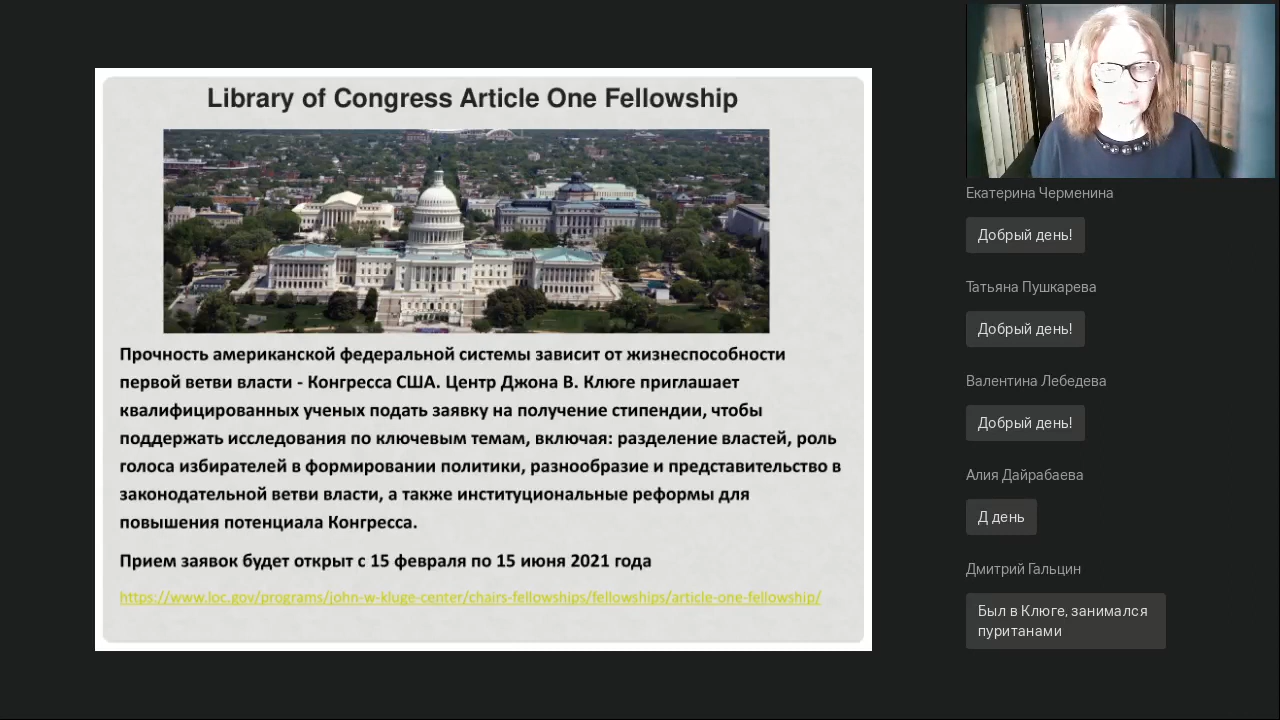 Library of Congress Article One Fellowship
Прочность американской федеральной системы зависит от жизнеспособности
первой ветви власти - Конгресса США. Центр Джона В. Клюге приглашает
квалифицированных ученых подать заявку на получение стипендии, чтобы
поддержать исследования по ключевым темам, включая: разделение властей, роль
голоса избирателей в формировании политики, разнообразие и представительство в
законодательной ветви власти, а также институциональные реформы для
повышения потенциала Конгресса.
Прием заявок будет открыт с 15 февраля по 15 июня 2021 года
https://www.loc.gov/programs/john-w-kluge-center/chairs-fellowships/fellowships/article-one-fellowship/
Екатерина Черменина
Добрый день!
Татьяна Пушкарева
Добрый день!
Валентина Лебедева
Добрый день!
Алия Дайрабаева
Д день
Дмитрий Гальцин
Был в Клюге, занимался
пуританами